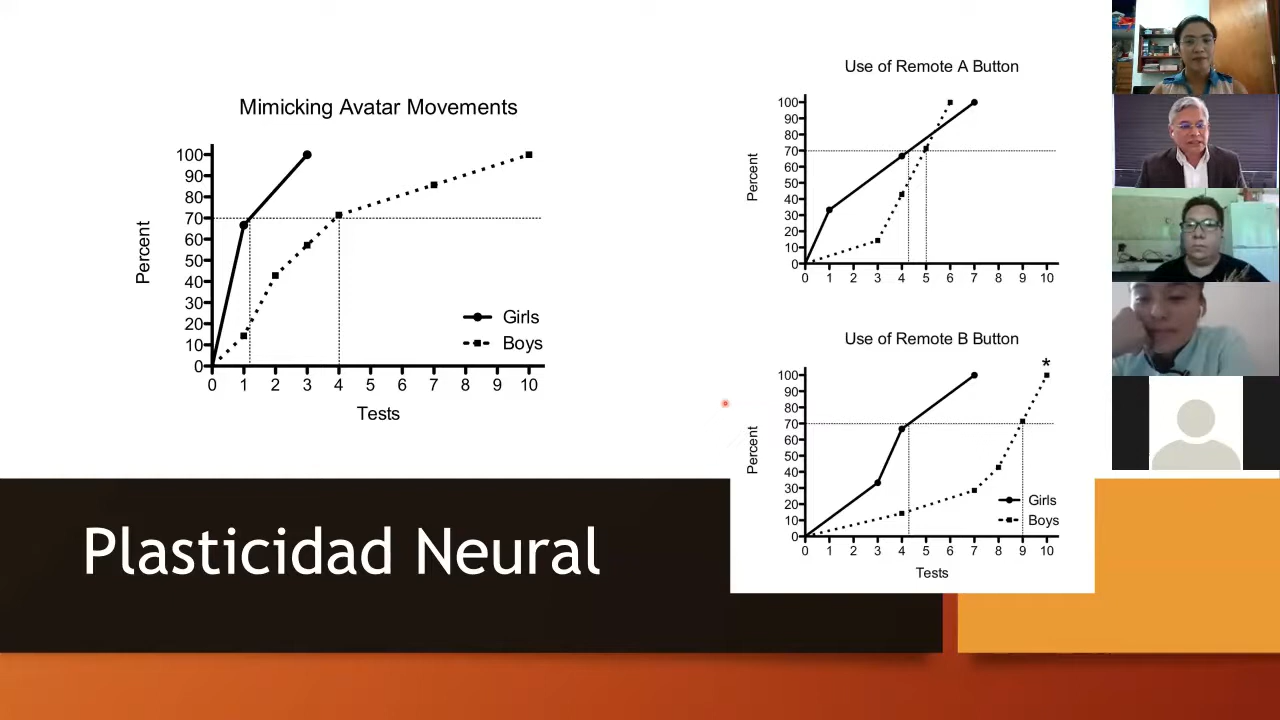 Mimicking Avatar Movements
Percent
100
90
80
70
60
50
40
30
20
10
0
0 1 2 3 4 5 6 7 8 9 10
Tests
Girls
Boys
Use of Remote A Button
Percent
100
90
80
70
60
50
40
30
20
10
0
0 1 2 3 4 5 6 7 8 9 10
Use of Remote B Button
*
Percent
100
90
80
70
60
50
40
30
20
10
0
0 1 2 3 4 5 6 7 8 9 10
Tests
Girls
Boys
Plasticidad Neural